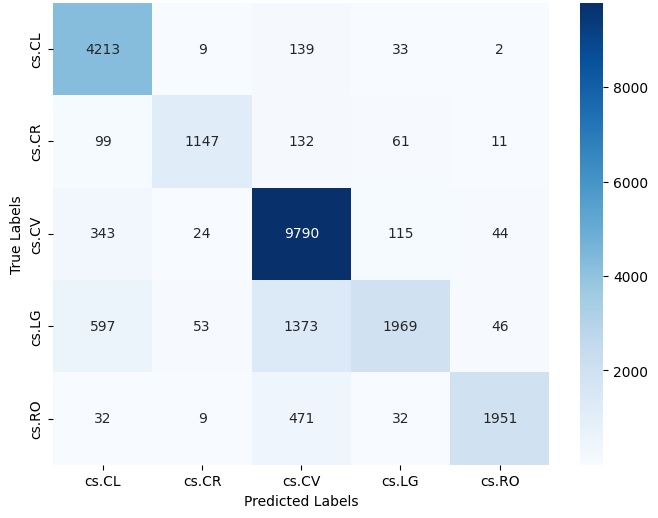 cs.CL 4213 9 139 33 2
cs.CR 99 1147 132 61 11
cs.CV 343 24 9790 115 44
cs.LG 597 53 1373 1969 46
cs.RO 32 9 471 32 1951
cs.CL cs.CR cs.CV cs.LG cs.RO
Predicted Labels
True Labels
8000
6000
4000
2000